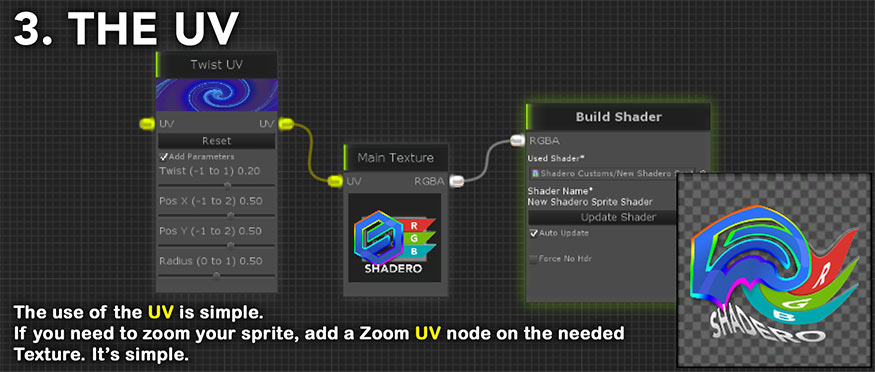 3. THE UV
Twist UV
UV UV
Reset
Add Parameters
Twist (-1 to 1) 0.20
Pos X (-1 to 2) 0.50
Pos Y (-1 to 2) 0.50
Radius (0 to 1) 0.50
Main Texture
UV RGBA
R
G
B
SHADERO
Build Shader
RGBA
Used Shader*
Shadero Customs/New Shadero
Shader Name*
New Shadero Sprite Shader
Update Shader
Auto Update
Force No Hdr
R
G
B
SHADERO
The use of the UV is simple.
If you need to zoom your sprite, add a Zoom UV node on the needed
Texture. It's simple.